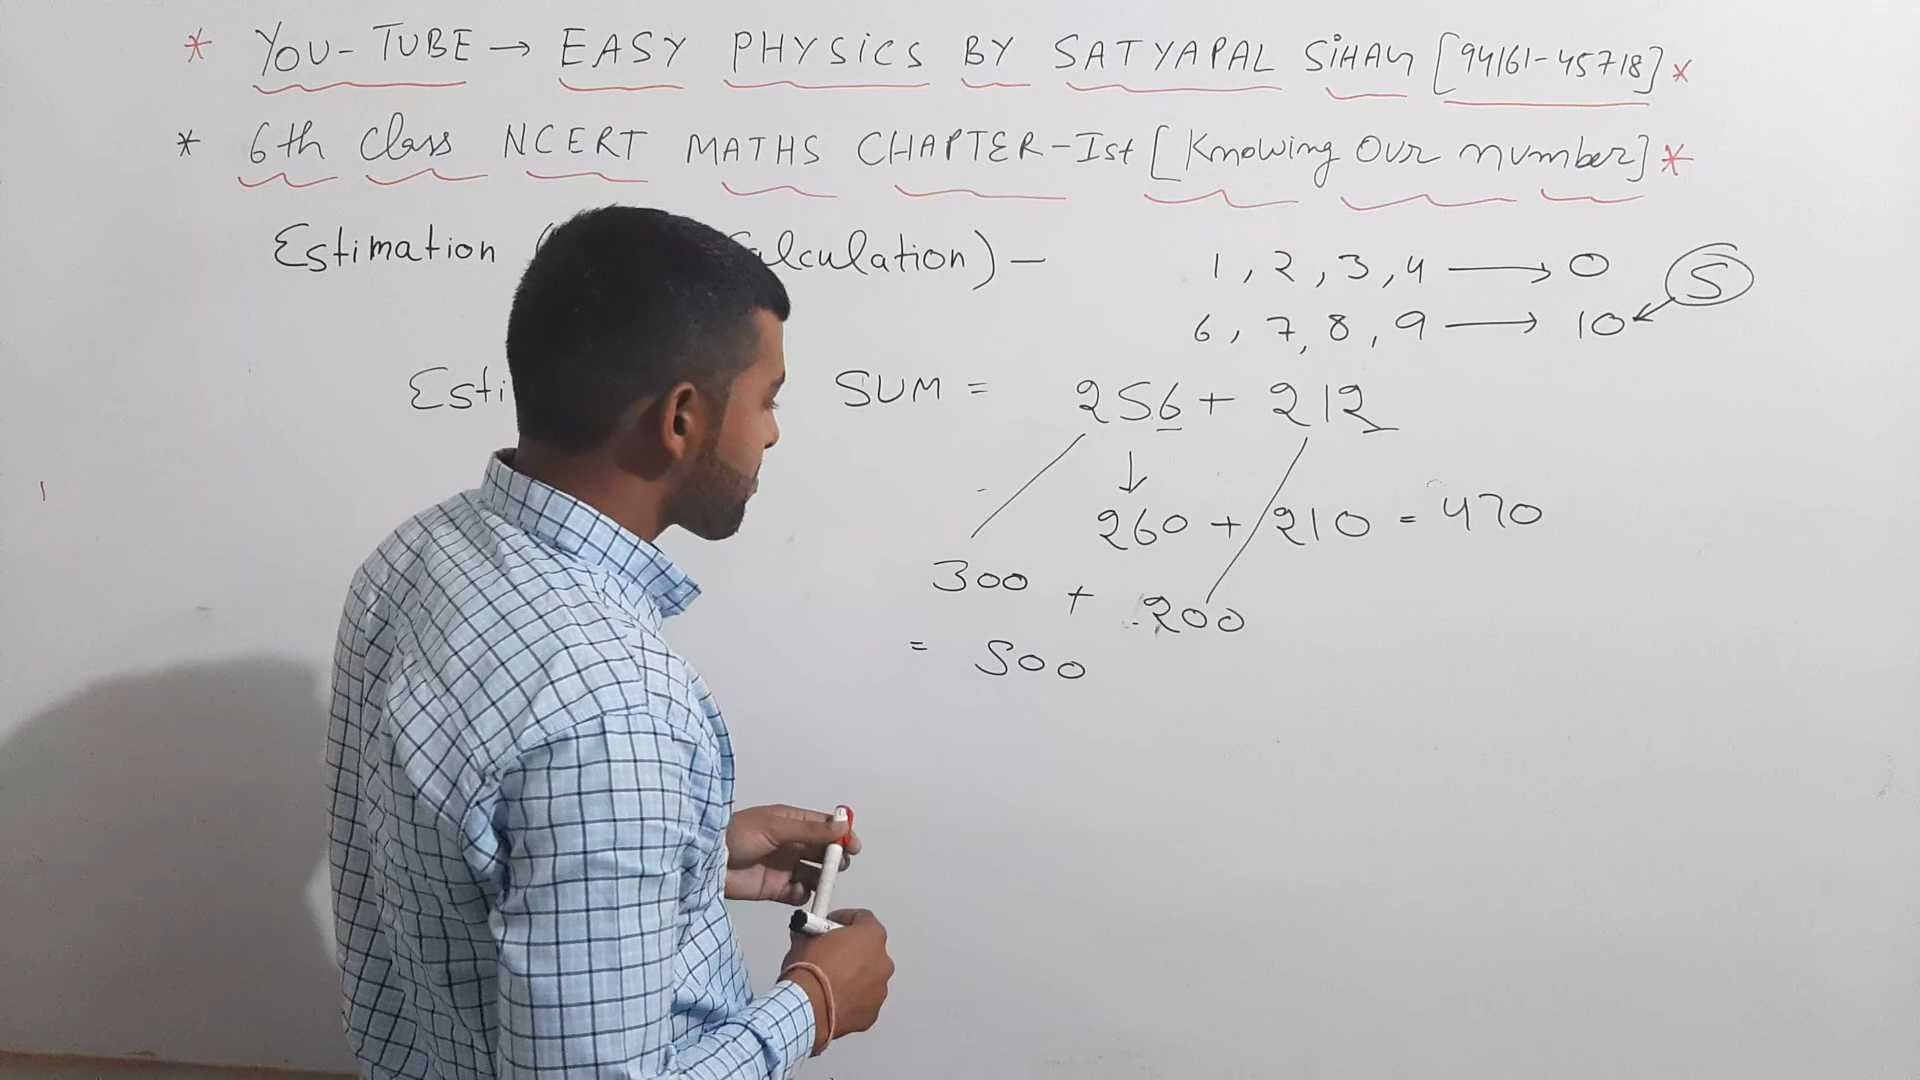 * YOU-TUBE → EASY PHYSICS BY SATYAPAL SIHAG [94161-45718] *
* 6th Class NCERT MATHS CHAPTER-Ist [Knowing Our number] *
Estimation ( alculation) -
1, 2, 3, 4 → 0 5
6, 7, 8, 9 → 10
Esti SUM = 256 + 212
↓
260 + 210 = 470
300 + 200
= 500